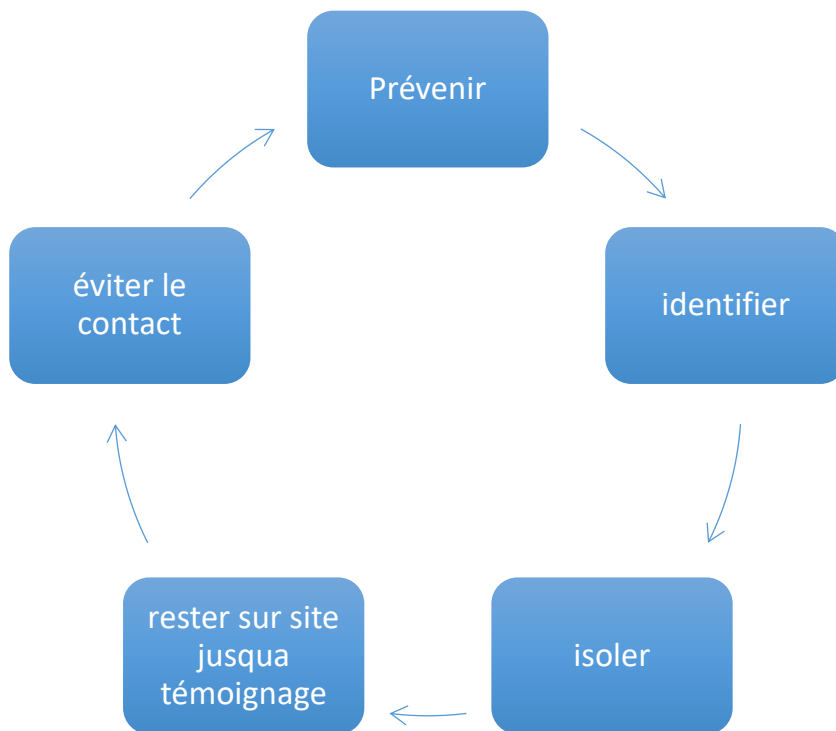 Prévenir
identifier
isoler
rester sur site
jusqua
témoignage
éviter le
contact